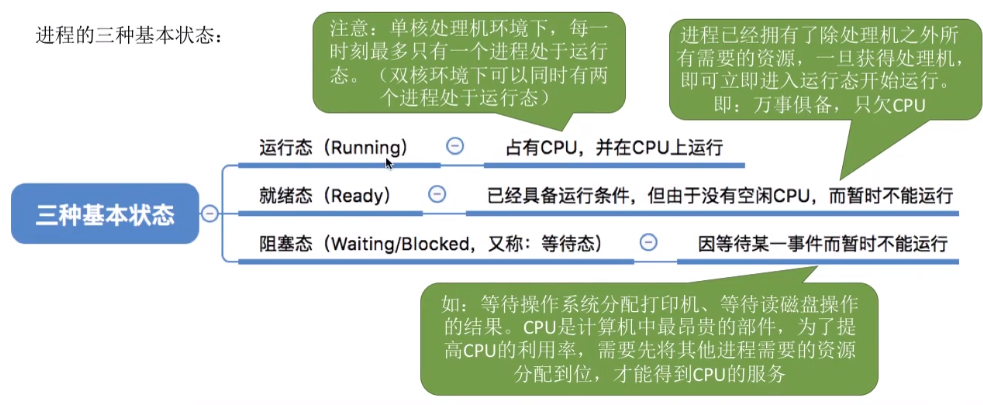 进程的三种基本状态：
注意：单核处理机环境下，每一
时刻最多只有一个进程处于运行
态。（双核环境下可以同时有两
个进程处于运行态）
进程已经拥有了除处理机之外所
有需要的资源，一旦获得处理机，
即可立即进入运行态开始运行。
即：万事俱备，只欠CPU
三种基本状态
运行态（Running）
占有CPU，并在CPU上运行
就绪态（Ready）
已经具备运行条件，但由于没有空闲CPU，而暂时不能运行
阻塞态（Waiting/Blocked，又称：等待态）
因等待某一事件而暂时不能运行
如：等待操作系统分配打印机、等待读磁盘操作
的结果。CPU是计算机中最昂贵的部件，为了提
高CPU的利用率，需要先将其他进程需要的资源
分配到位，才能得到CPU的服务